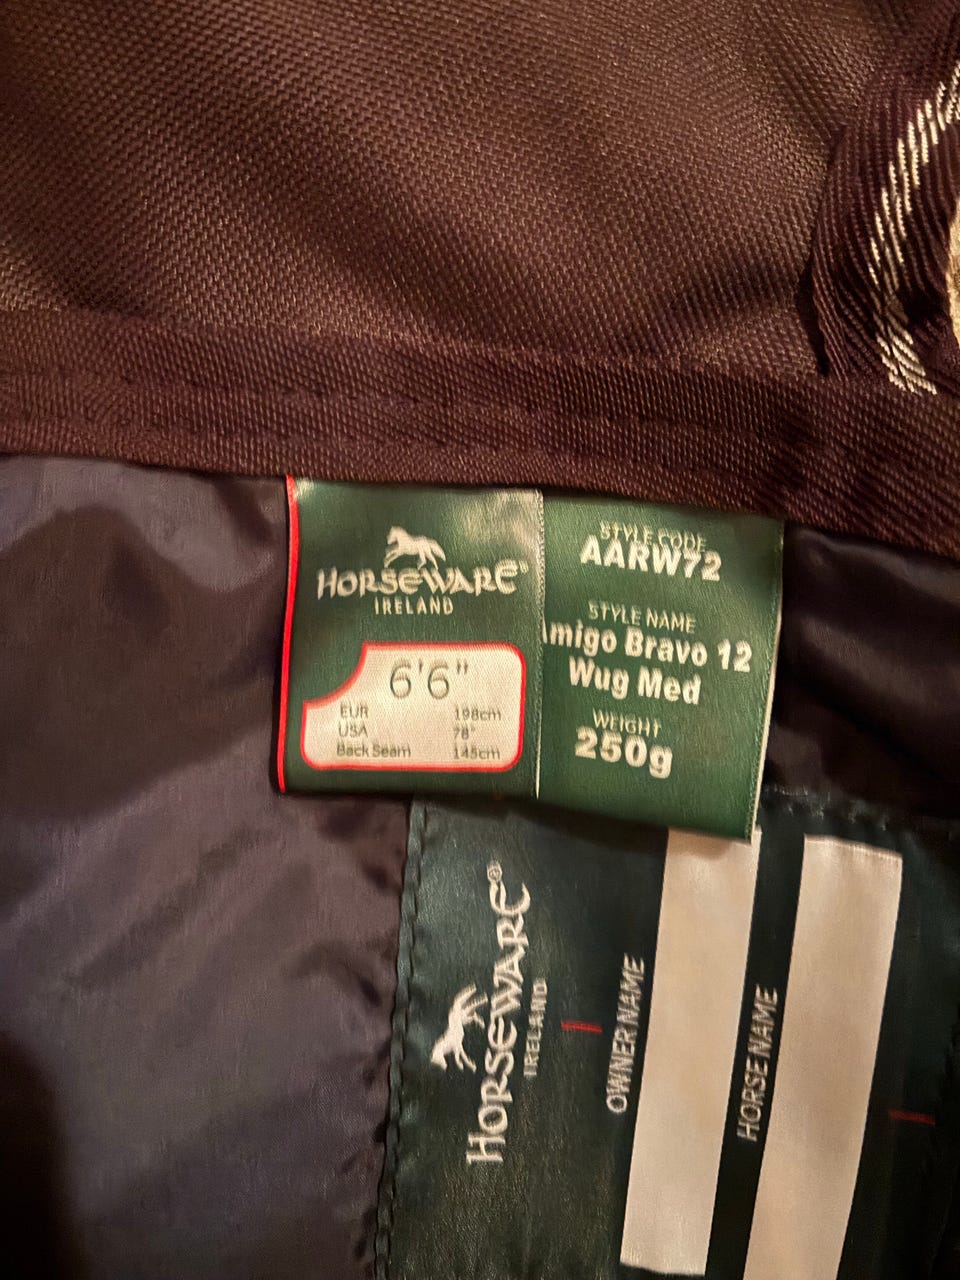 HORSEWARE®
IRELAND
6'6"
EUR 198cm
USA 78"
Back Seam 145cm
STYLE CODE
AARW72
STYLE NAME
Amigo Bravo 12
Wug Med
WEIGHT
250g
HORSEWARE®
IRELAND
OWNER NAME
HORSE NAME